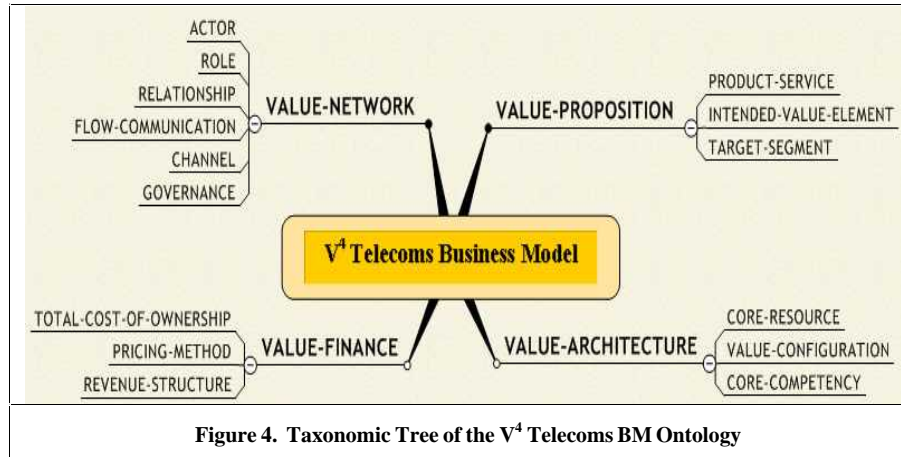 ACTOR
ROLE
RELATIONSHIP
FLOW-COMMUNICATION
CHANNEL
GOVERNANCE
VALUE-NETWORK
VALUE-PROPOSITION
PRODUCT-SERVICE
INTENDED-VALUE-ELEMENT
TARGET-SEGMENT
V⁴ Telecoms Business Model
TOTAL-COST-OF-OWNERSHIP
PRICING-METHOD
REVENUE-STRUCTURE
VALUE-FINANCE
VALUE-ARCHITECTURE
CORE-RESOURCE
VALUE-CONFIGURATION
CORE-COMPETENCY
Figure 4. Taxonomic Tree of the V⁴ Telecoms BM Ontology